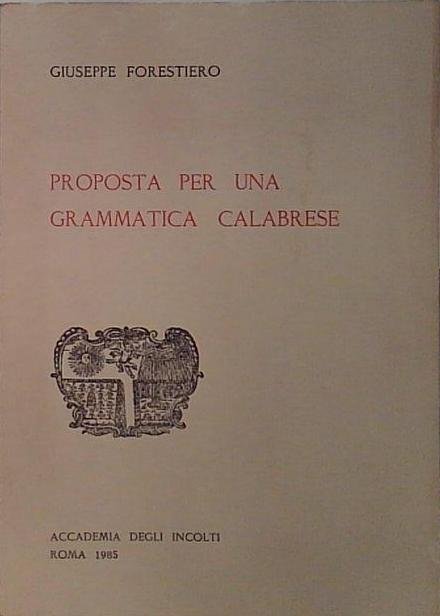 GIUSEPPE FORESTIERO
PROPOSTA PER UNA
GRAMMATICA CALABRESE
ACCADEMIA DEGLI INCOLTI
ROMA 1985